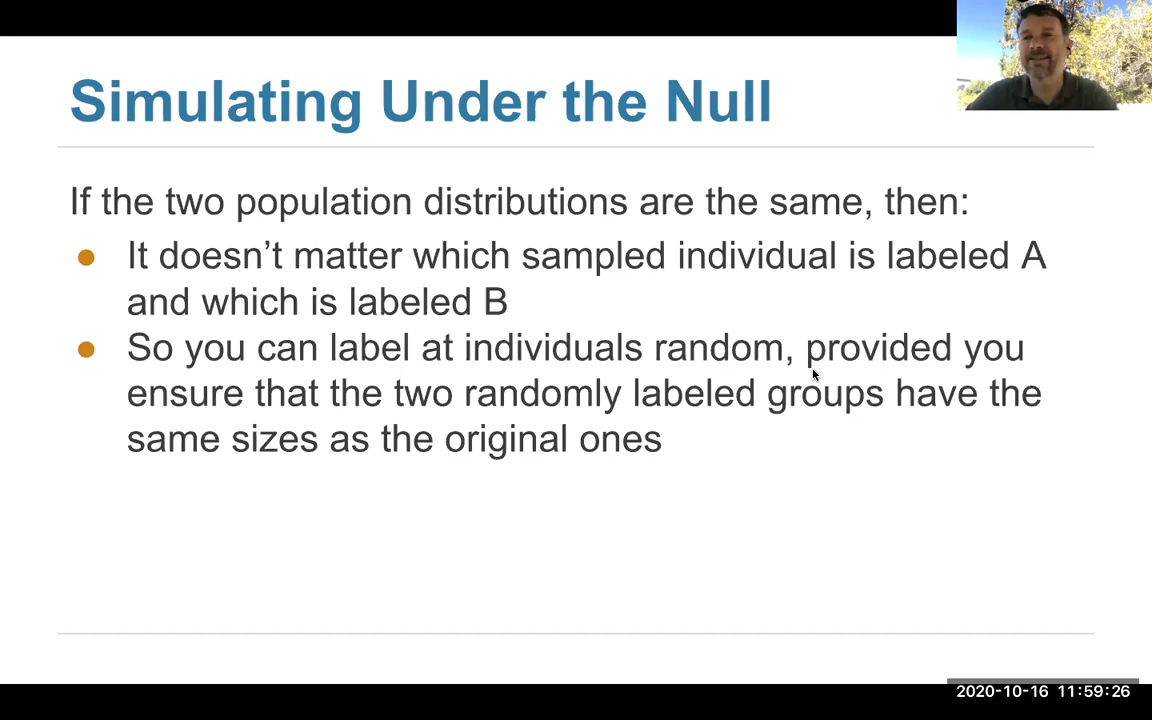 Simulating Under the Null
If the two population distributions are the same, then:
● It doesn’t matter which sampled individual is labeled A
and which is labeled B
● So you can label at individuals random, provided you
ensure that the two randomly labeled groups have the
same sizes as the original ones
2020-10-16 11:59:26